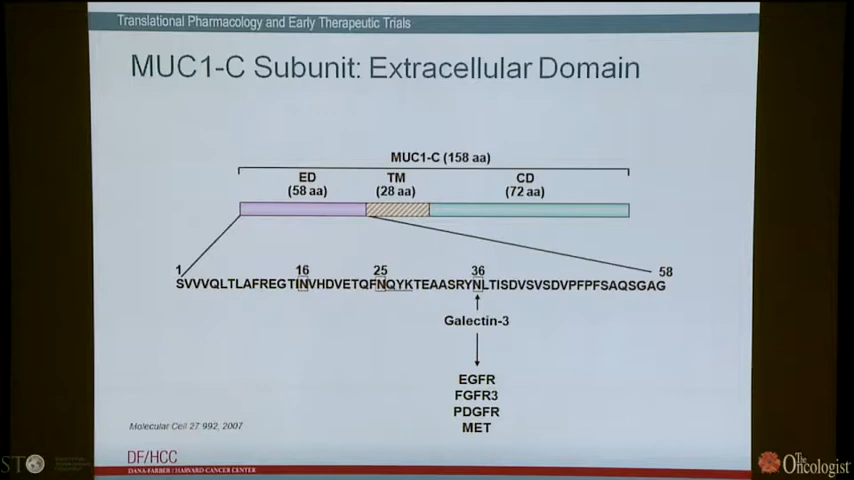 Translational Pharmacology and Early Therapeutic Trials
MUC1-C Subunit: Extracellular Domain
MUC1-C (158 aa)
ED TM CD
(58 aa) (28 aa) (72 aa)
1 16 25 36 58
SVVVQLTLAFREGTINVHDVETQFNQYKTEAASRYNLTISDVSVSDVPFPFSAQSGAG
Galectin-3
EGFR
FGFR3
PDGFR
MET
Molecular Cell 27:992, 2007
DF/HCC
DANA-FARBER / HARVARD CANCER CENTER
STO
The
Oncologist